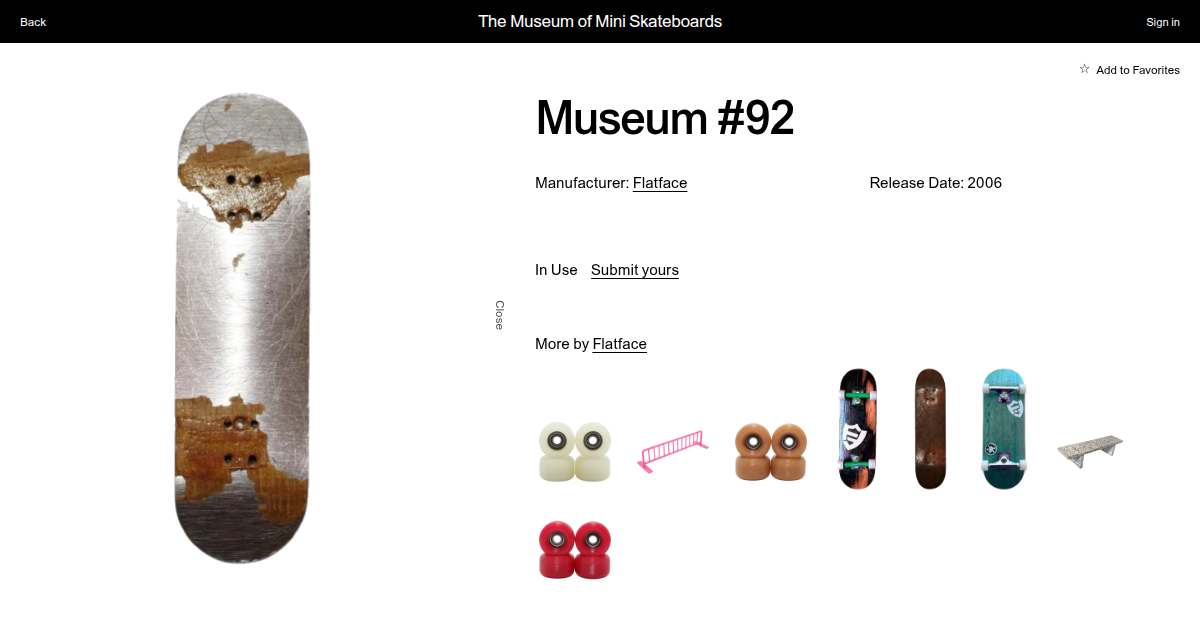 Back
The Museum of Mini Skateboards
Sign in
☆ Add to Favorites
Museum #92
Manufacturer: Flatface
Release Date: 2006
In Use Submit yours
Close
More by Flatface